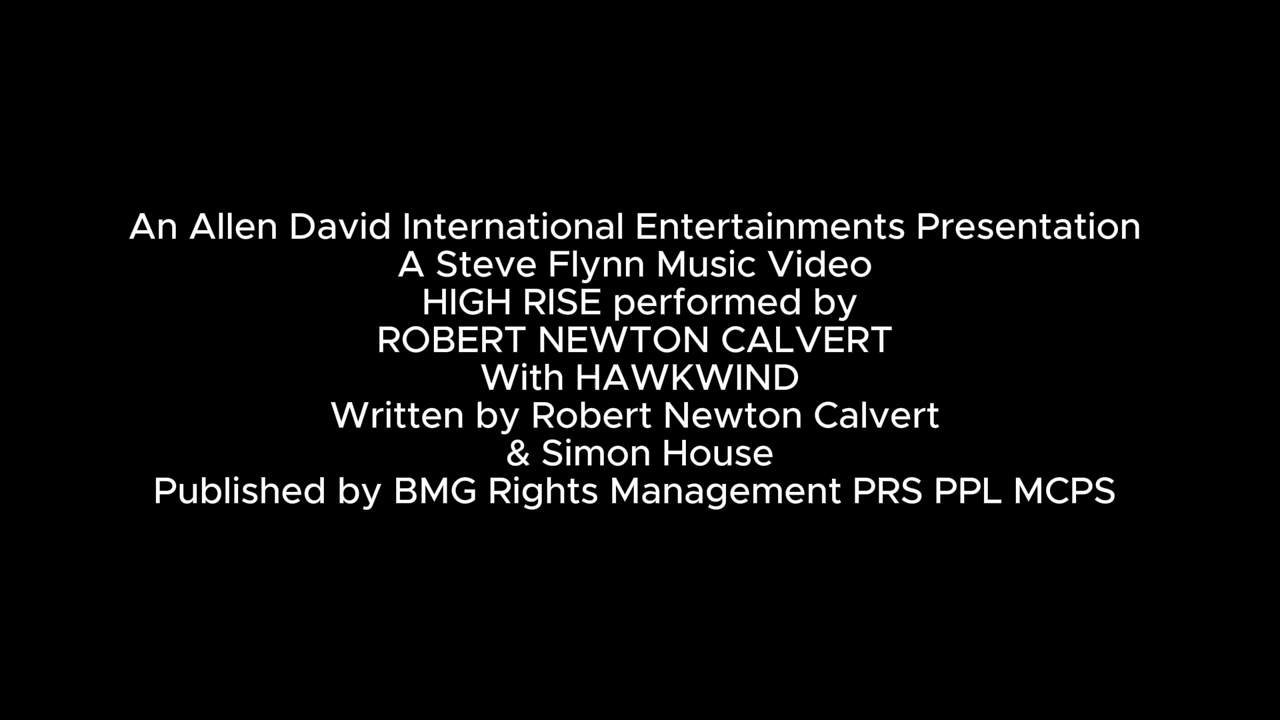 An Allen David International Entertainments Presentation
A Steve Flynn Music Video
HIGH RISE performed by
ROBERT NEWTON CALVERT
With HAWKWIND
Written by Robert Newton Calvert
& Simon House
Published by BMG Rights Management PRS PPL MCPS